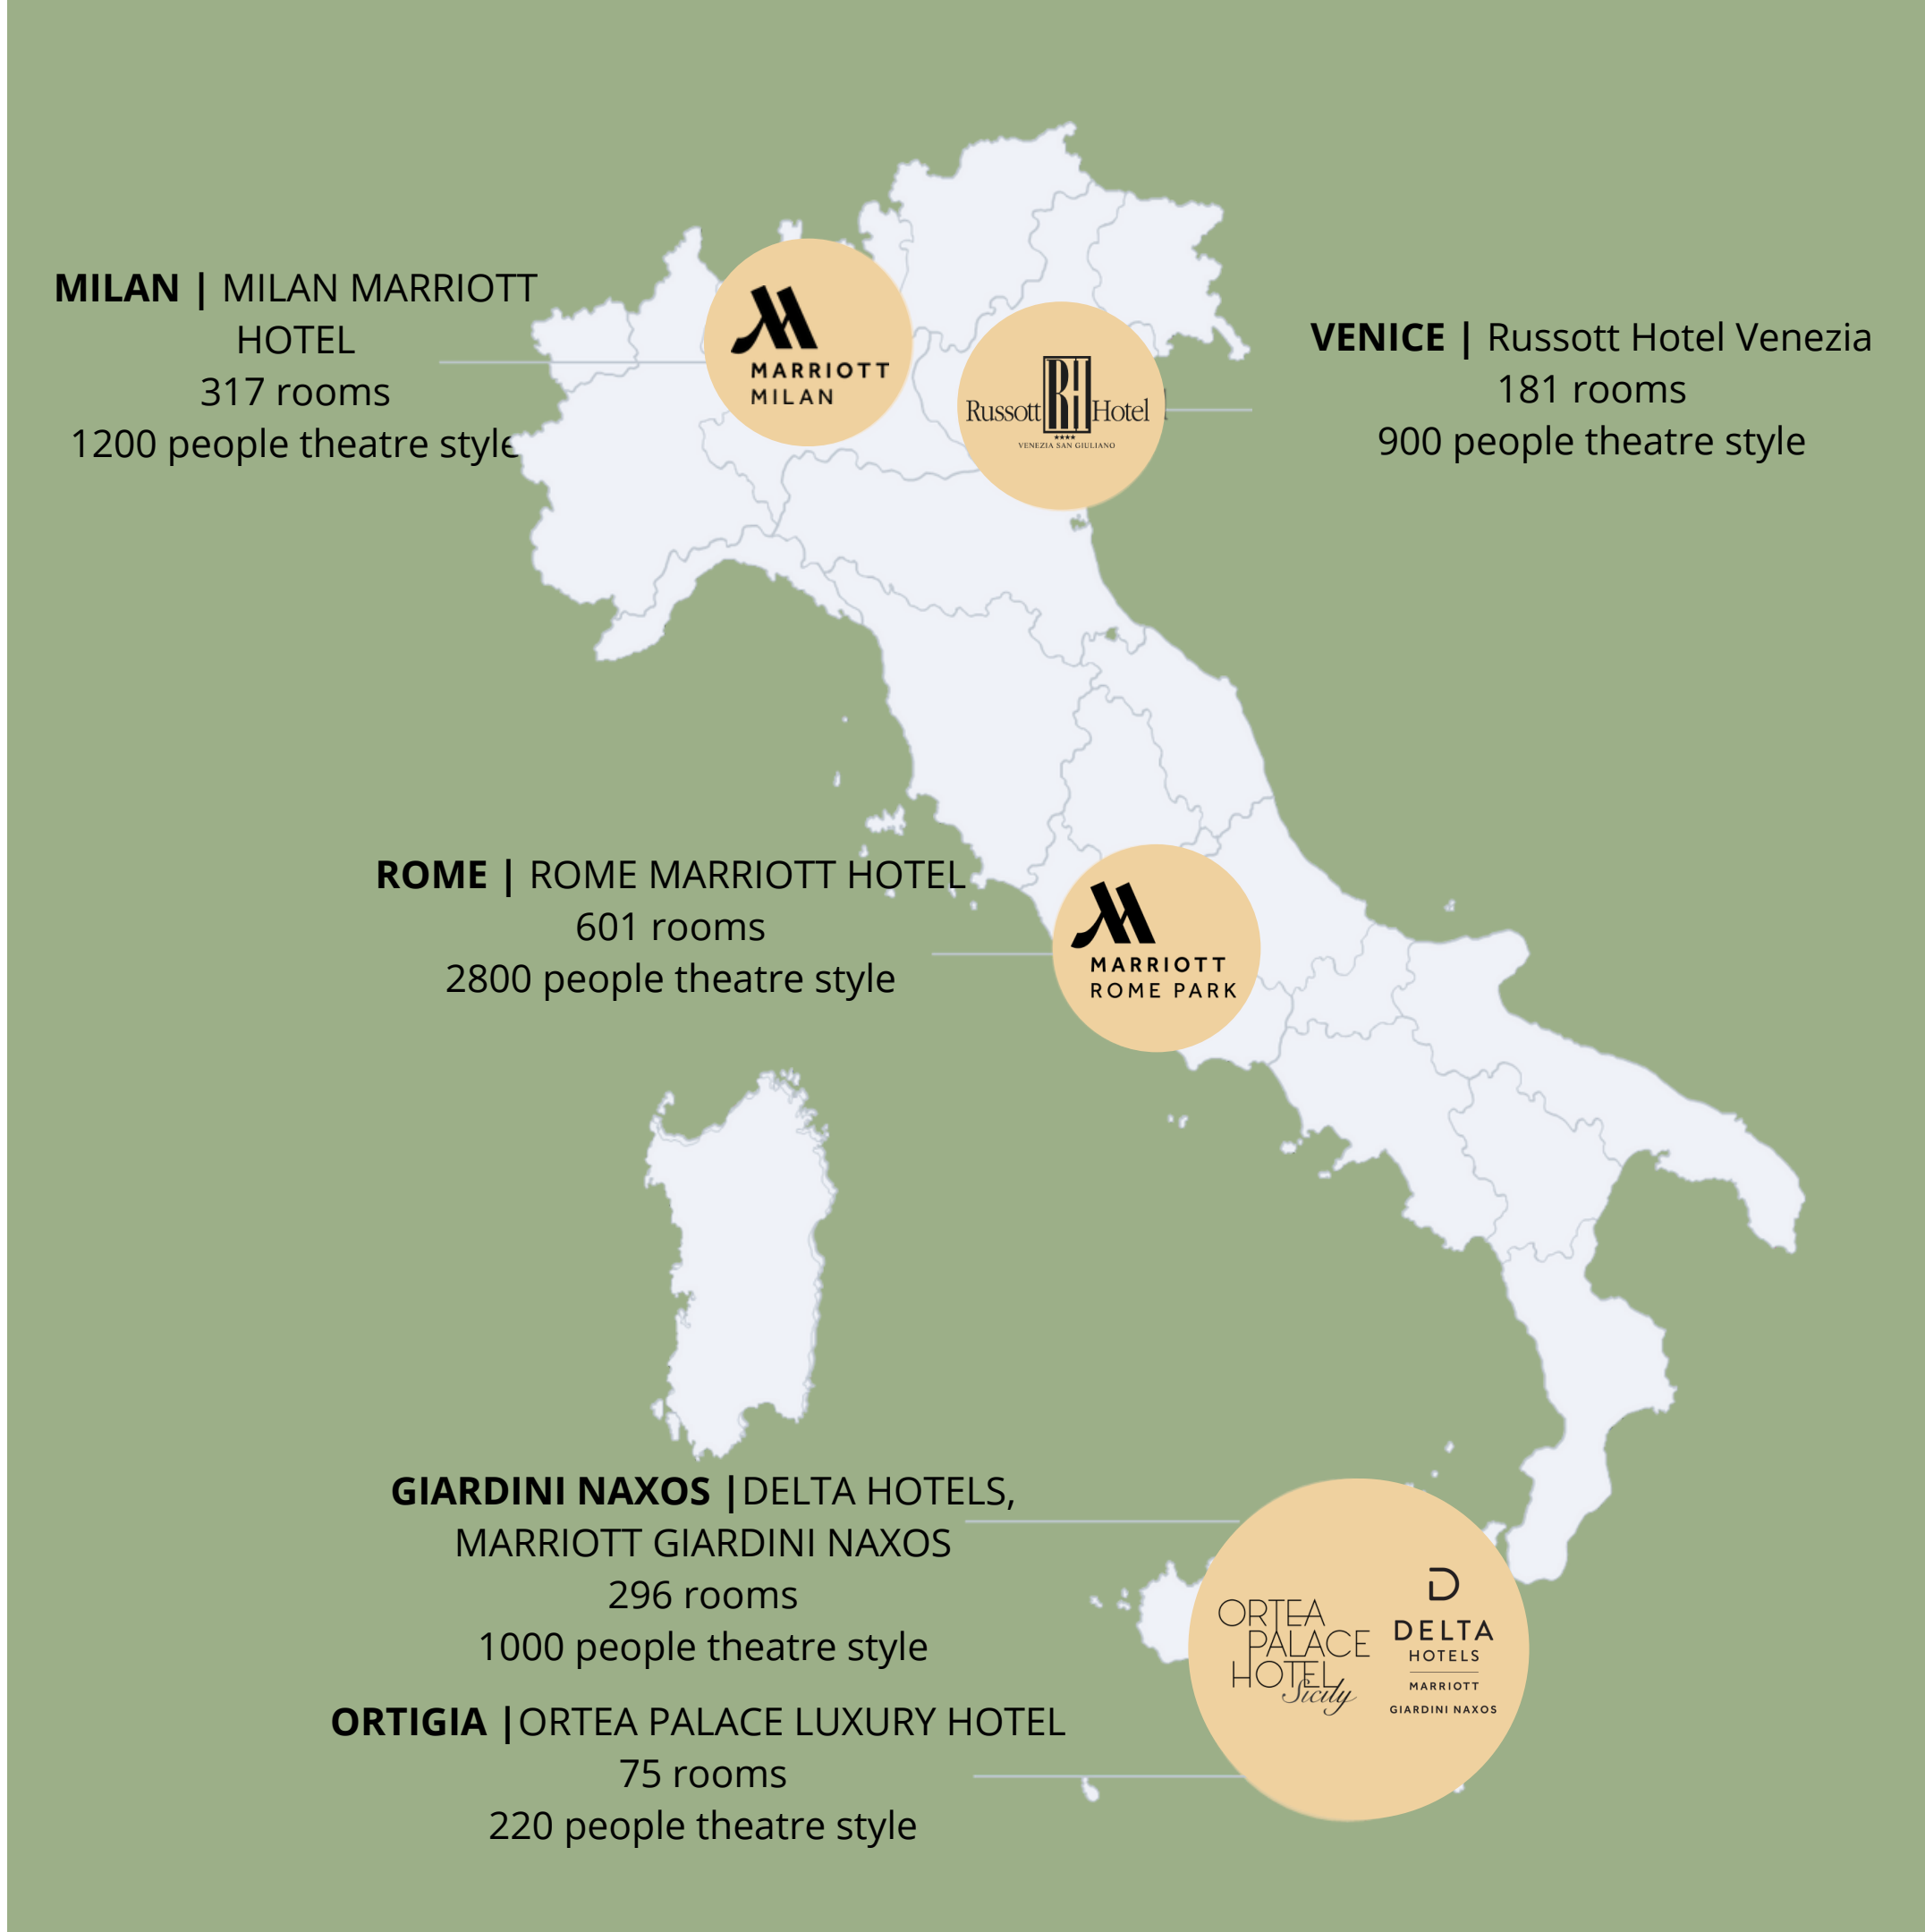 MILAN | MILAN MARRIOTT
HOTEL
317 rooms
1200 people theatre style
MARRIOTT
MILAN
Russott RH Hotel
★★★★
VENEZIA SAN GIULIANO
VENICE | Russott Hotel Venezia
181 rooms
900 people theatre style
ROME | ROME MARRIOTT HOTEL
601 rooms
2800 people theatre style
MARRIOTT
ROME PARK
GIARDINI NAXOS |DELTA HOTELS,
MARRIOTT GIARDINI NAXOS
296 rooms
1000 people theatre style
ORTIGIA |ORTEA PALACE LUXURY HOTEL
75 rooms
220 people theatre style
ORTEA
PALACE
HOTEL
Sicily
D
DELTA
HOTELS
MARRIOTT
GIARDINI NAXOS